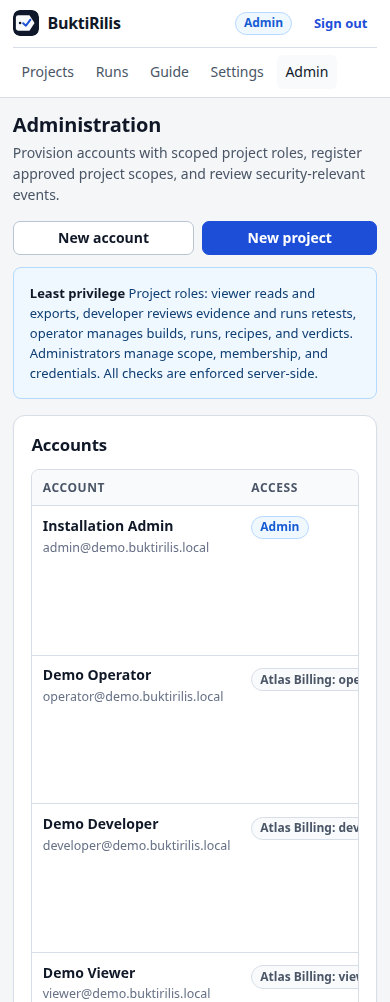 BuktiRilis
Admin
Sign out
Projects
Runs
Guide
Settings
Admin
Administration
Provision accounts with scoped project roles, register
approved project scopes, and review security-relevant
events.
New account
New project
Least privilege Project roles: viewer reads and
exports, developer reviews evidence and runs retests,
operator manages builds, runs, recipes, and verdicts.
Administrators manage scope, membership, and
credentials. All checks are enforced server-side.
Accounts
ACCOUNT
ACCESS
Installation Admin
admin@demo.buktirilis.local
Admin
Demo Operator
operator@demo.buktirilis.local
Atlas Billing: ope
Demo Developer
developer@demo.buktirilis.local
Atlas Billing: dev
Demo Viewer
viewer@demo.buktirilis.local
Atlas Billing: view